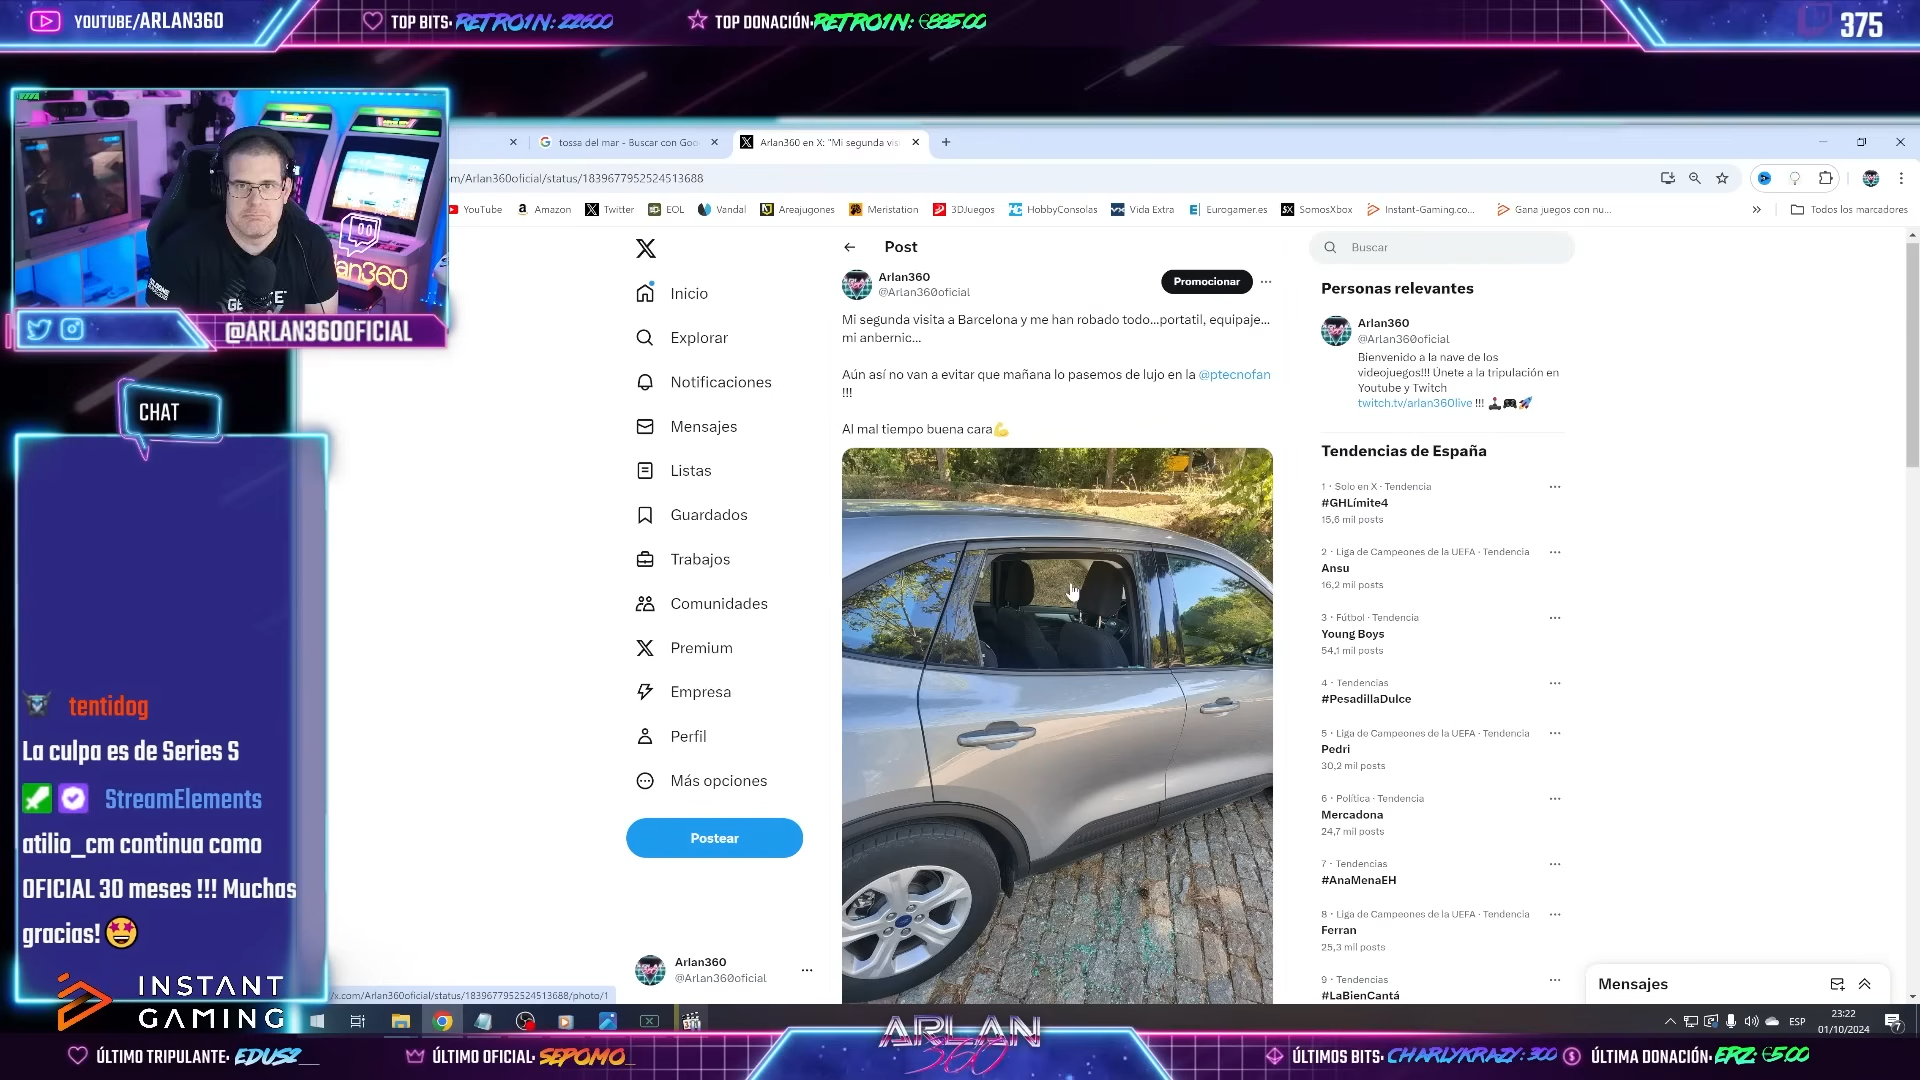 YOUTUBE/ARLAN360
TOP BITS: RETRO1N: 22600
TOP DONACIÓN: RETRO1N: €885.00
375
tossa del mar - Buscar con Goo
Arlan360 en X: "Mi segunda vis
m/Arlan360oficial/status/1839677952524513688
YouTube
Amazon
Twitter
EOL
Vandal
Areajugones
Meristation
3DJuegos
HobbyConsolas
Vida Extra
Eurogamer.es
SomosXbox
Instant-Gaming.co...
Gana juegos con nu...
Todos los marcadores
@ARLAN360OFICIAL
CHAT
tentidog
La culpa es de Series S
StreamElements
atilio_cm continua como
OFICIAL 30 meses !!! Muchas
gracias! 🤩
INSTANT
GAMING
Inicio
Explorar
Notificaciones
Mensajes
Listas
Guardados
Trabajos
Comunidades
Premium
Empresa
Perfil
Más opciones
Postear
Arlan360
@Arlan360oficial
Post
Arlan360
@Arlan360oficial
Promocionar
Mi segunda visita a Barcelona y me han robado todo...portatil, equipaje...
mi anbernic...
Aún así no van a evitar que mañana lo pasemos de lujo en la @ptecnofan
!!!
Al mal tiempo buena cara💪
Buscar
Personas relevantes
Arlan360
@Arlan360oficial
Bienvenido a la nave de los
videojuegos!!! Únete a la tripulación en
Youtube y Twitch
twitch.tv/arlan360live !!! 🕹️🎮🚀
Tendencias de España
1 · Solo en X · Tendencia
#GHLímite4
15,6 mil posts
2 · Liga de Campeones de la UEFA · Tendencia
Ansu
16,2 mil posts
3 · Fútbol · Tendencia
Young Boys
54,1 mil posts
4 · Tendencias
#PesadillaDulce
5 · Liga de Campeones de la UEFA · Tendencia
Pedri
30,2 mil posts
6 · Política · Tendencia
Mercadona
24,7 mil posts
7 · Tendencias
#AnaMenaEH
8 · Liga de Campeones de la UEFA · Tendencia
Ferran
25,3 mil posts
9 · Tendencias
#LaBienCantá
Mensajes
/x.com/Arlan360oficial/status/1839677952524513688/photo/1
ESP
23:22
01/10/2024
ARLAN
360
ÚLTIMO TRIPULANTE: EDUSZ__
ÚLTIMO OFICIAL: SEPOMO_
ÚLTIMOS BITS: CHARLYKRAZY: 300
ÚLTIMA DONACIÓN: ERZ: €5.00